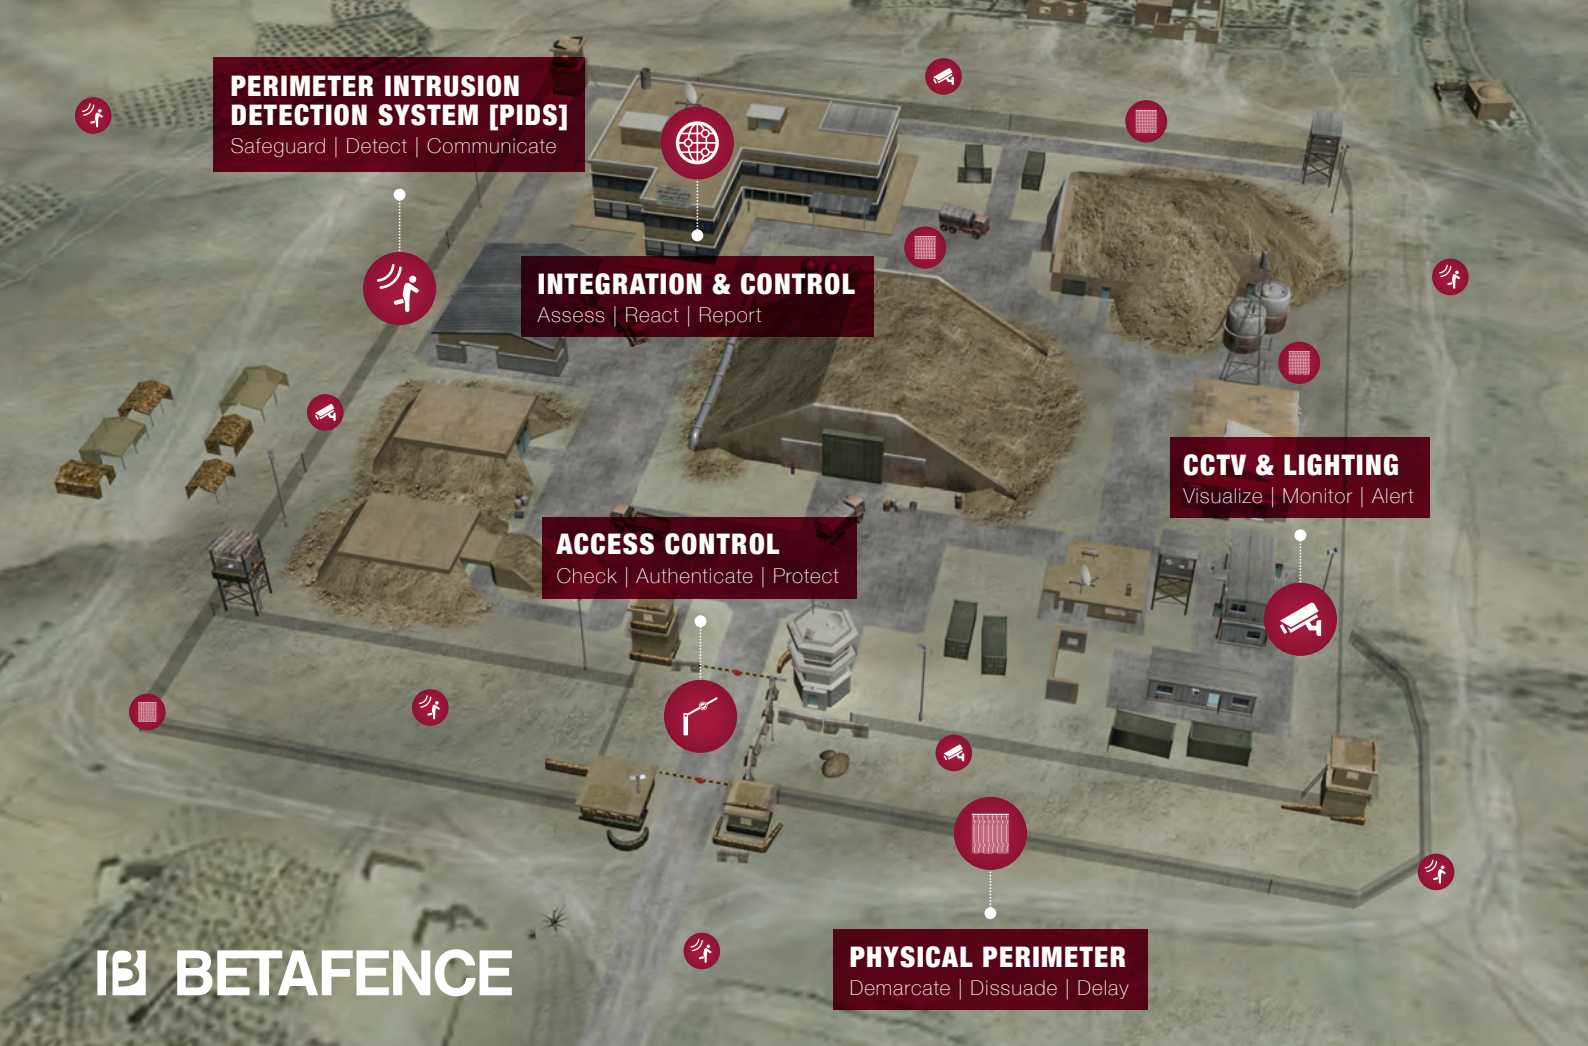 PERIMETER INTRUSION
DETECTION SYSTEM [PIDS]
Safeguard | Detect | Communicate
INTEGRATION & CONTROL
Assess | React | Report
CCTV & LIGHTING
Visualize | Monitor | Alert
ACCESS CONTROL
Check | Authenticate | Protect
PHYSICAL PERIMETER
Demarcate | Dissuade | Delay
BETAFENCE